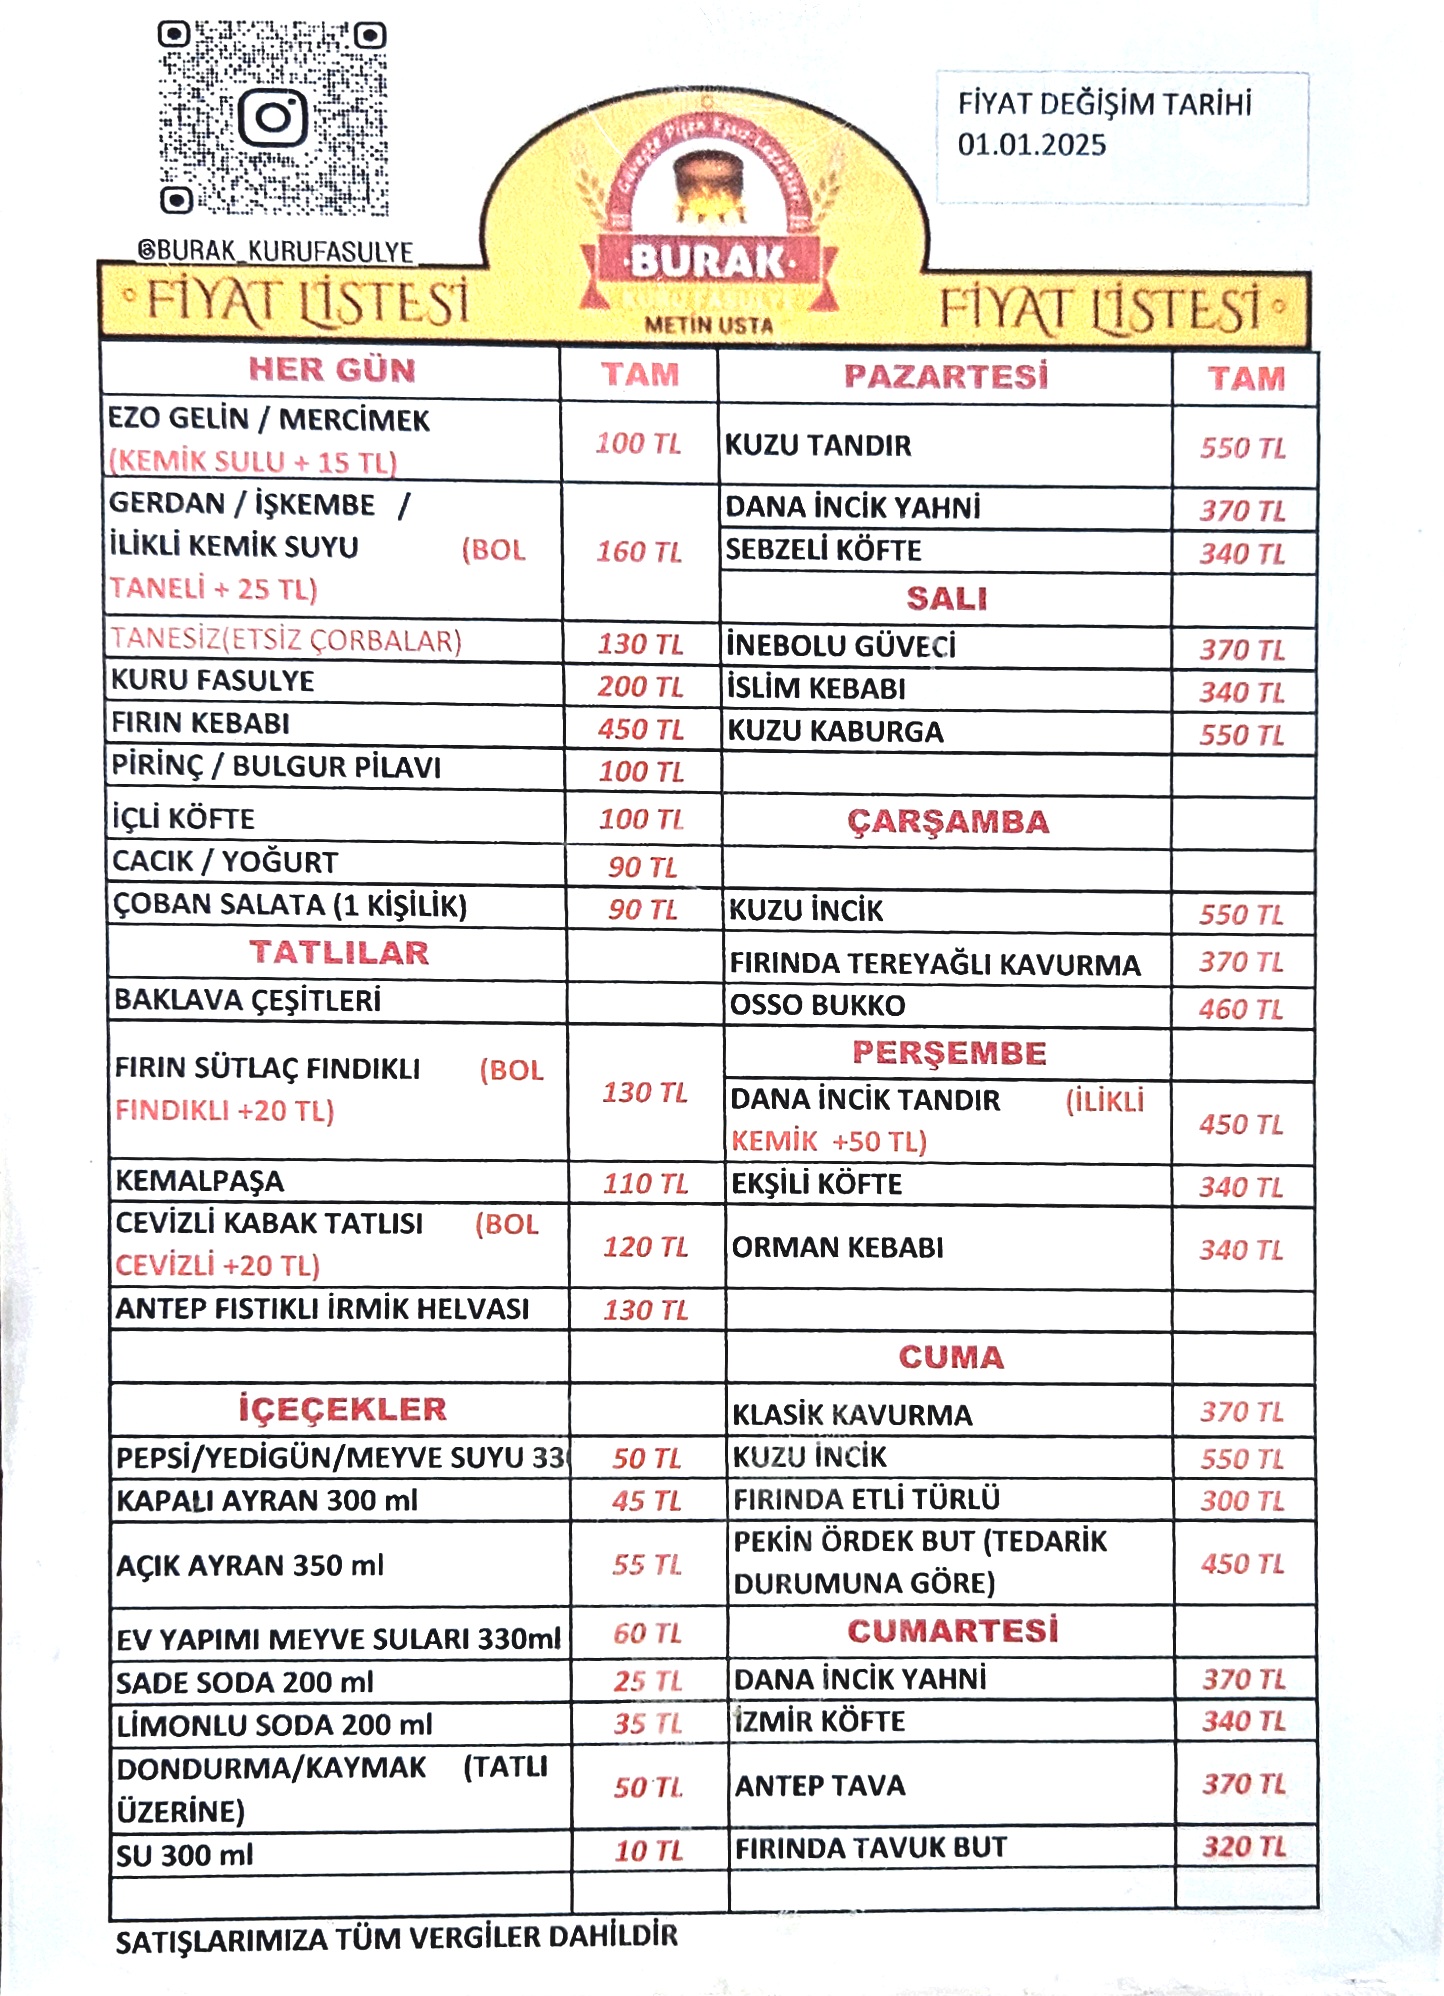 FİYAT DEĞİŞİM TARİHİ
01.01.2025
Güveçte Pişen Eşsiz Lezzetler
@BURAK_KURUFASULYE
·BURAK·
KURU FASULYE
METİN USTA
FİYAT LİSTESİ
FİYAT LİSTESİ
HER GÜN TAM
EZO GELİN / MERCİMEK
(KEMİK SULU + 15 TL) 100 TL
GERDAN / İŞKEMBE /
İLİKLİ KEMİK SUYU (BOL 160 TL
TANELİ + 25 TL)
TANESİZ(ETSİZ ÇORBALAR) 130 TL
KURU FASULYE 200 TL
FIRIN KEBABI 450 TL
PİRİNÇ / BULGUR PİLAVI 100 TL
İÇLİ KÖFTE 100 TL
CACIK / YOĞURT 90 TL
ÇOBAN SALATA (1 KİŞİLİK) 90 TL
TATLILAR
BAKLAVA ÇEŞİTLERİ
FIRIN SÜTLAÇ FINDIKLI (BOL 130 TL
FINDIKLI +20 TL)
KEMALPAŞA 110 TL
CEVİZLİ KABAK TATLISI (BOL 120 TL
CEVİZLİ +20 TL)
ANTEP FISTIKLI İRMİK HELVASI 130 TL
İÇEÇEKLER
PEPSİ/YEDİGÜN/MEYVE SUYU 33 50 TL
KAPALI AYRAN 300 ml 45 TL
AÇIK AYRAN 350 ml 55 TL
EV YAPIMI MEYVE SULARI 330ml 60 TL
SADE SODA 200 ml 25 TL
LİMONLU SODA 200 ml 35 TL
DONDURMA/KAYMAK (TATLI 50 TL
ÜZERİNE)
SU 300 ml 10 TL
PAZARTESİ TAM
KUZU TANDIR 550 TL
DANA İNCİK YAHNİ 370 TL
SEBZELİ KÖFTE 340 TL
SALI
İNEBOLU GÜVECİ 370 TL
İSLİM KEBABI 340 TL
KUZU KABURGA 550 TL
ÇARŞAMBA
KUZU İNCİK 550 TL
FIRINDA TEREYAĞLI KAVURMA 370 TL
OSSO BUKKO 460 TL
PERŞEMBE
DANA İNCİK TANDIR (İLİKLİ 450 TL
KEMİK +50 TL)
EKŞİLİ KÖFTE 340 TL
ORMAN KEBABI 340 TL
CUMA
KLASİK KAVURMA 370 TL
KUZU İNCİK 550 TL
FIRINDA ETLİ TÜRLÜ 300 TL
PEKİN ÖRDEK BUT (TEDARİK 450 TL
DURUMUNA GÖRE)
CUMARTESİ
DANA İNCİK YAHNİ 370 TL
İZMİR KÖFTE 340 TL
ANTEP TAVA 370 TL
FIRINDA TAVUK BUT 320 TL
SATIŞLARIMIZA TÜM VERGİLER DAHİLDİR